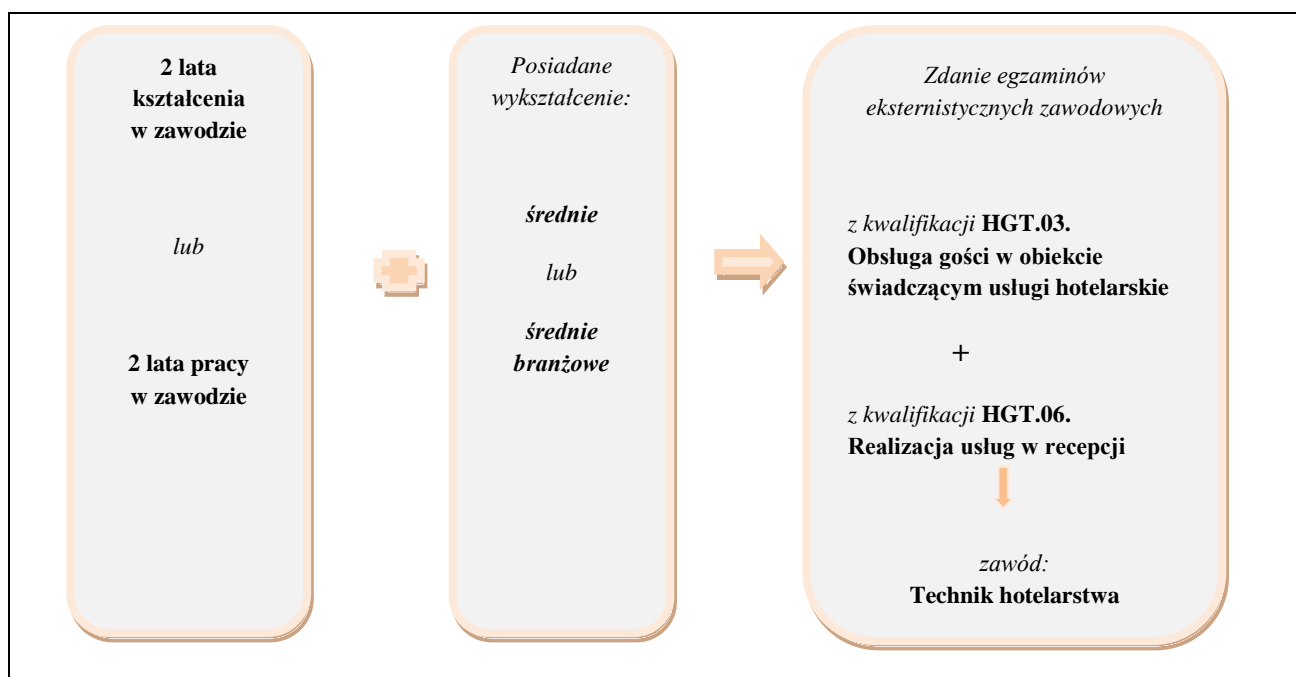 2 lata
kształcenia
w zawodzie
lub
2 lata pracy
w zawodzie
Posiadane
wykształcenie:
średnie
lub
średnie
branżowe
Zdanie egzaminów
eksternistycznych zawodowych
z kwalifikacji HGT.03.
Obsługa gości w obiekcie
świadczącym usługi hotelarskie
+
z kwalifikacji HGT.06.
Realizacja usług w recepcji
zawód:
Technik hotelarstwa